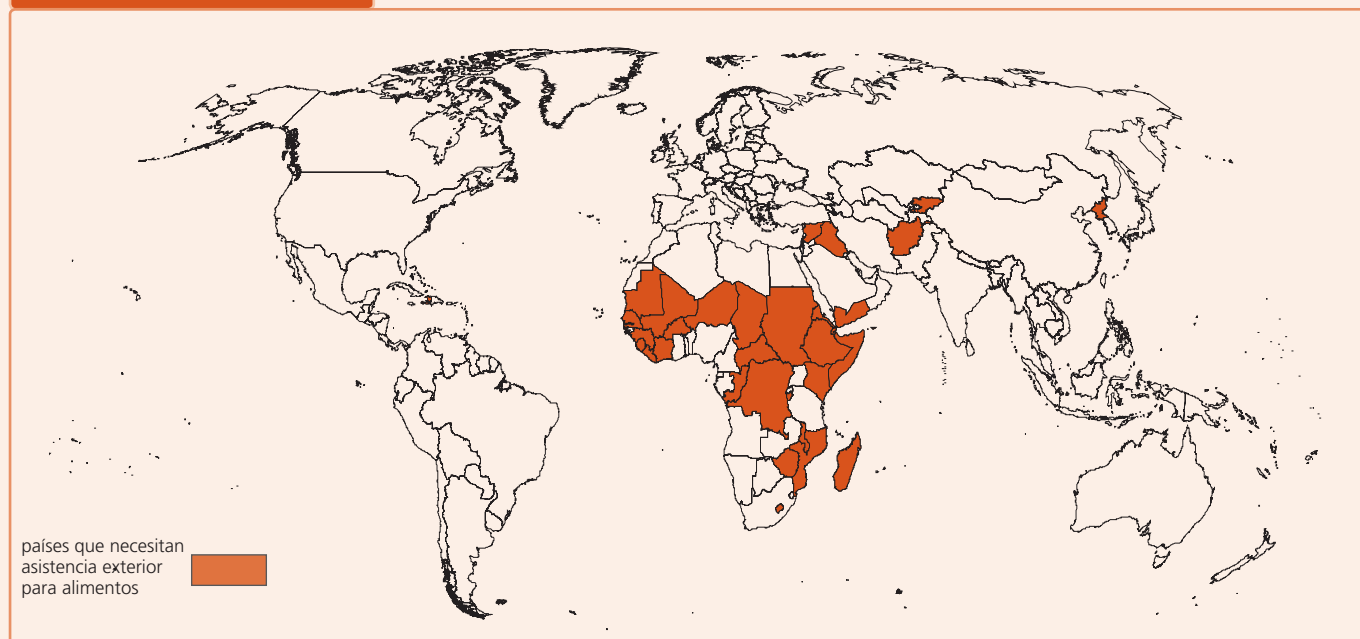 países que necesitan
asistencia exterior
para alimentos